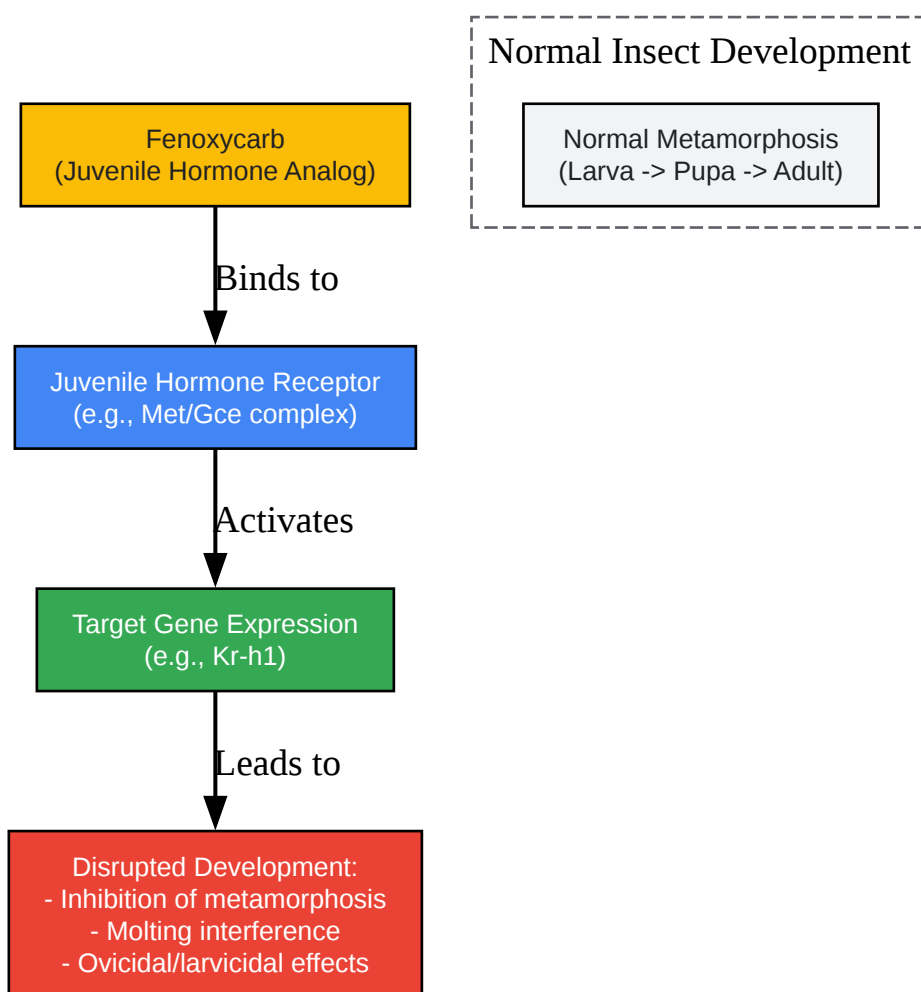 Normal Insect Development
Fenoxycarb
(Juvenile Hormone Analog)
Normal Metamorphosis
(Larva -> Pupa -> Adult)
Binds to
Juvenile Hormone Receptor
(e.g., Met/Gce complex)
Activates
Target Gene Expression
(e.g., Kr-h1)
Leads to
Disrupted Development:
- Inhibition of metamorphosis
- Molting interference
- Ovicidal/larvicidal effects